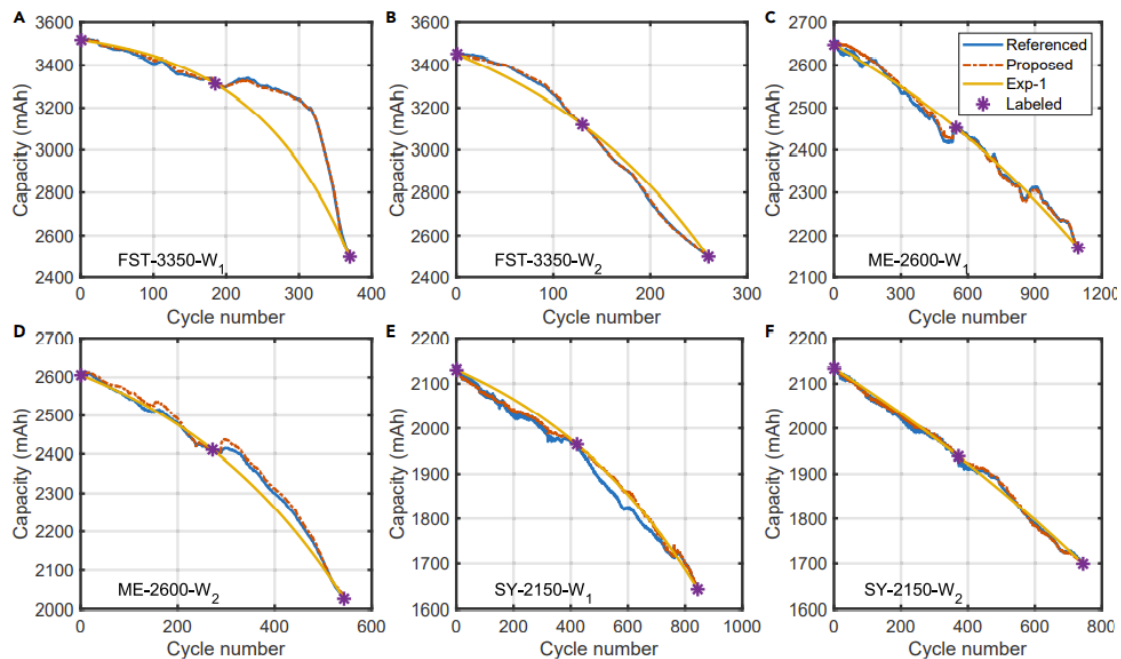 A
3600
3400
3200
3000
2800
2600
2400
0
100
200
300
400
Capacity (mAh)
Cycle number
FST-3350-W1
B
3600
3400
3200
3000
2800
2600
2400
0
100
200
300
Capacity (mAh)
Cycle number
FST-3350-W2
C
2700
2600
2500
2400
2300
2200
2100
0
300
600
900
1200
Capacity (mAh)
Cycle number
ME-2600-W1
Referenced
Proposed
Exp-1
Labeled
D
2700
2600
2500
2400
2300
2200
2100
2000
0
200
400
600
Capacity (mAh)
Cycle number
ME-2600-W2
E
2200
2100
2000
1900
1800
1700
1600
0
200
400
600
800
1000
Capacity (mAh)
Cycle number
SY-2150-W1
F
2200
2100
2000
1900
1800
1700
1600
0
200
400
600
800
Capacity (mAh)
Cycle number
SY-2150-W2